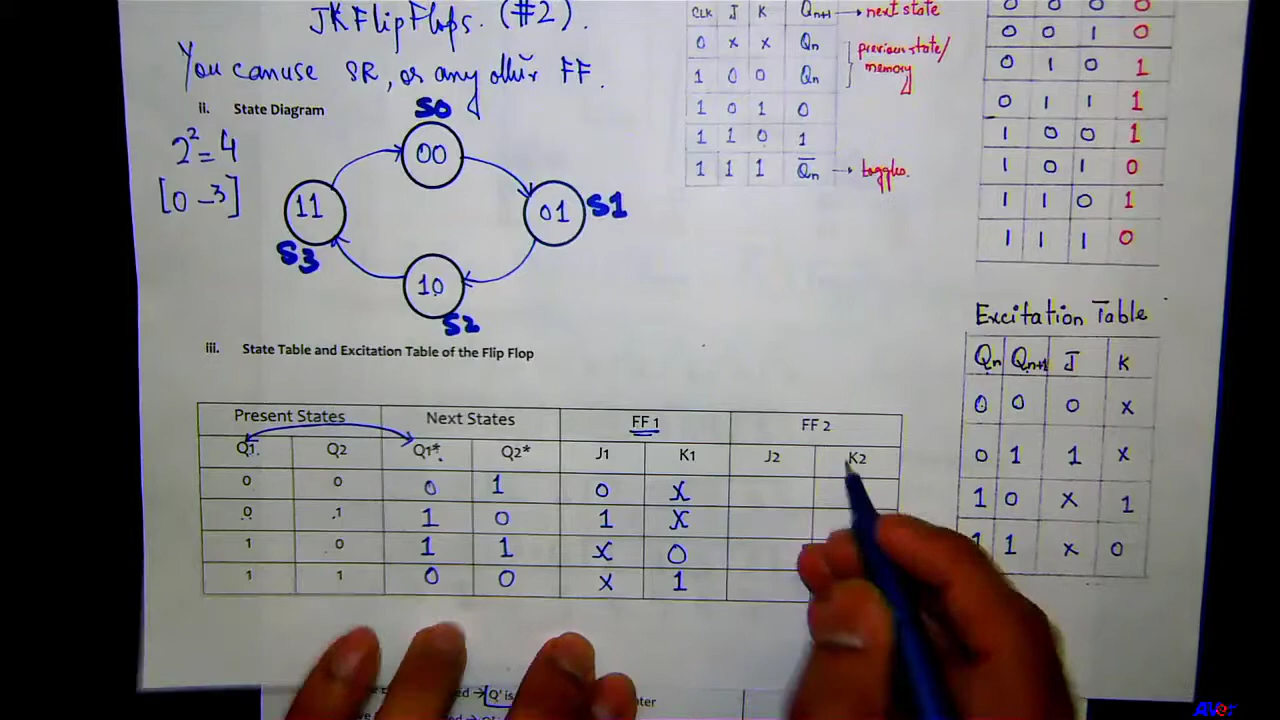 JKFlipFlops. (#2).
You can use SR, or any other FF.
ii. State Diagram
2²=4
[0-3]
S0
00
01 S1
11
S3
10
S2
CLK J K Qn+1 → next state
0 x x Qn
1 0 0 Qn
previous state/
memory
1 0 1 0
1 1 0 1
1 1 1 Q̅n → toggles.
0 0 0 0
0 0 1 0
0 1 0 1
0 1 1 1
1 0 0 1
1 0 1 0
1 1 0 1
1 1 1 0
Excitation Table
Qn Qn+1 J K
0 0 0 x
0 1 1 x
1 0 x 1
1 1 x 0
iii. State Table and Excitation Table of the Flip Flop
Present States Next States FF 1 FF 2
Q1 Q2 Q1* Q2* J1 K1 J2 K2
0 0 0 1 0 x
0 1 1 0 1 x
1 0 1 1 x 0
1 1 0 0 x 1
→ Q' is
AVer